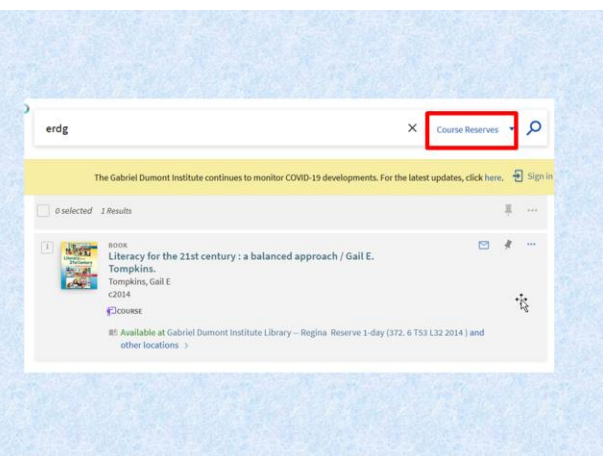 erdg
Course Reserves
The Gabriel Dumont Institute continues to monitor COVID-19 developments. For the latest updates, click here.
Sign in
0 selected 1 Results
1
BOOK
Literacy for the 21st century : a balanced approach / Gail E.
Tompkins.
Tompkins, Gail E
c2014
COURSE
Available at Gabriel Dumont Institute Library -- Regina Reserve 1-day (372. 6 T53 L32 2014 ) and
other locations >